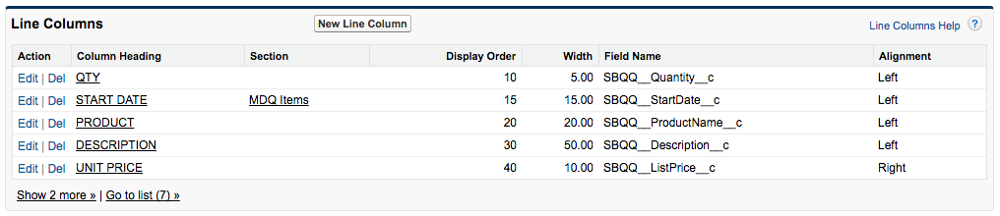 Line Columns New Line Column Line Columns Help ?
Action Column Heading Section Display Order Width Field Name Alignment
Edit | Del QTY 10 5.00 SBQQ__Quantity__c Left
Edit | Del START DATE MDQ Items 15 15.00 SBQQ__StartDate__c Left
Edit | Del PRODUCT 20 20.00 SBQQ__ProductName__c Left
Edit | Del DESCRIPTION 30 50.00 SBQQ__Description__c Left
Edit | Del UNIT PRICE 40 10.00 SBQQ__ListPrice__c Right
Show 2 more » | Go to list (7) »